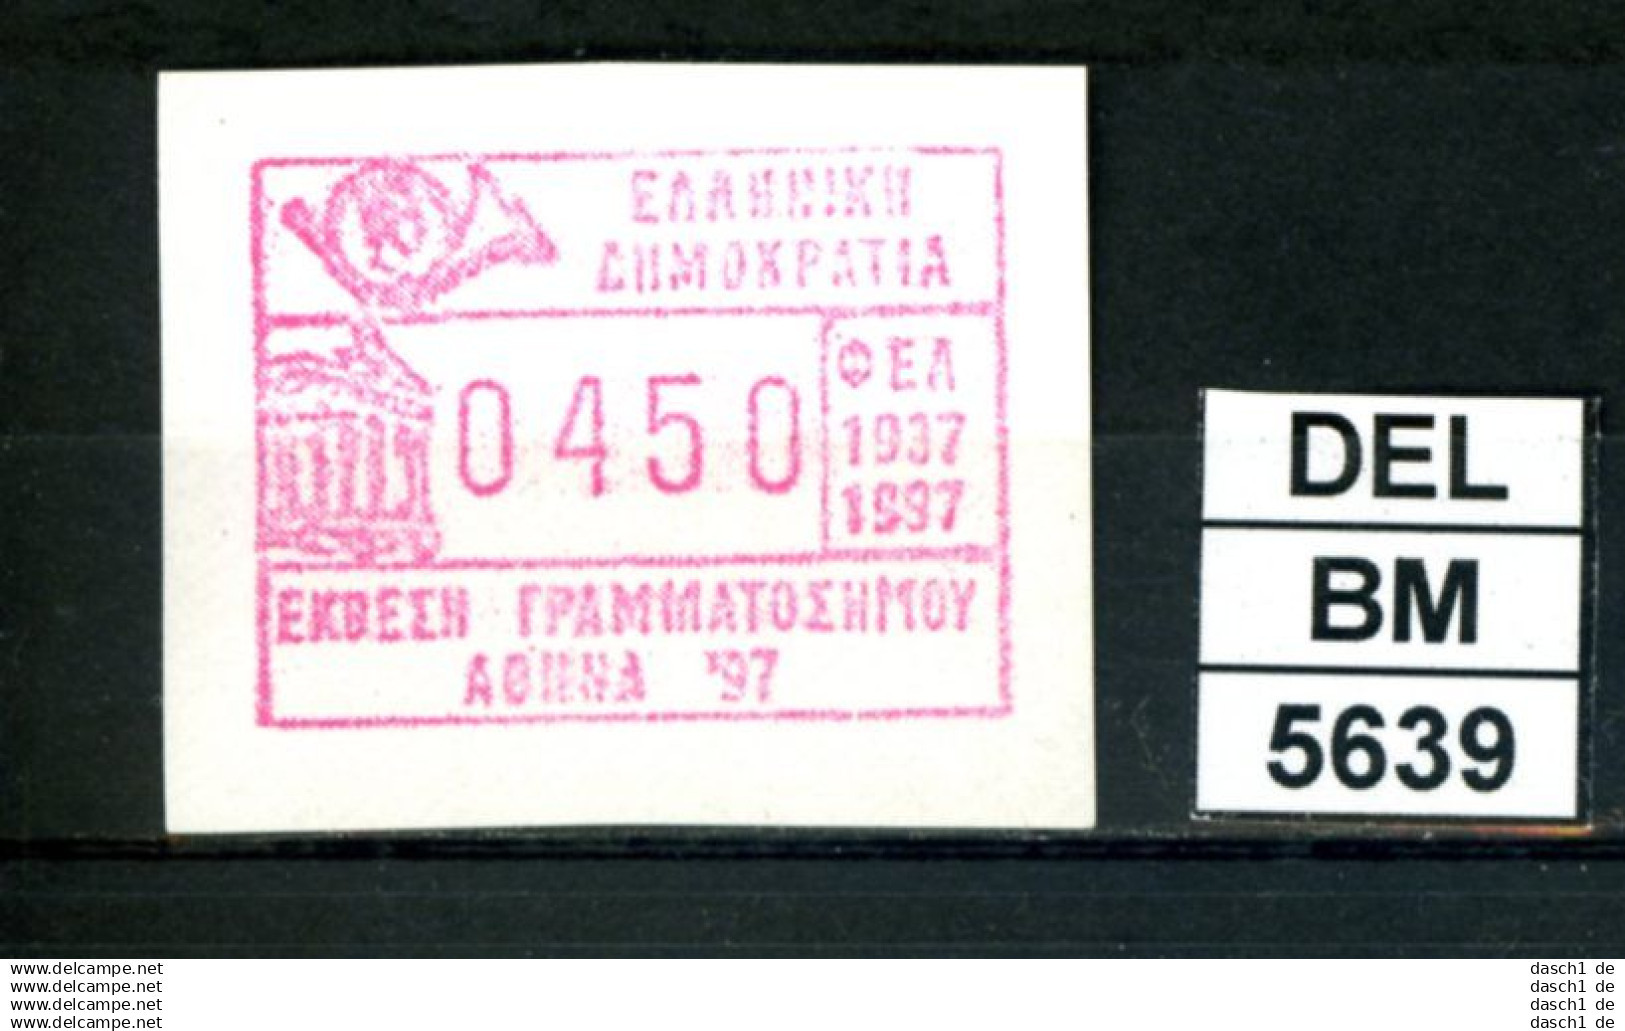 ΕΛΛΗΝΙΚΗ
ΔΗΜΟΚΡΑΤΙΑ
0450
ΦΕΛ
1937
1997
ΕΚΘΕΣΗ ΓΡΑΜΜΑΤΟΣΗΜΟΥ
ΑΘΗΝΑ '97
DEL
BM
5639
www.delcampe.net
www.delcampe.net
www.delcampe.net
www.delcampe.net
dasch1 de
dasch1 de
dasch1 de
dasch1 de